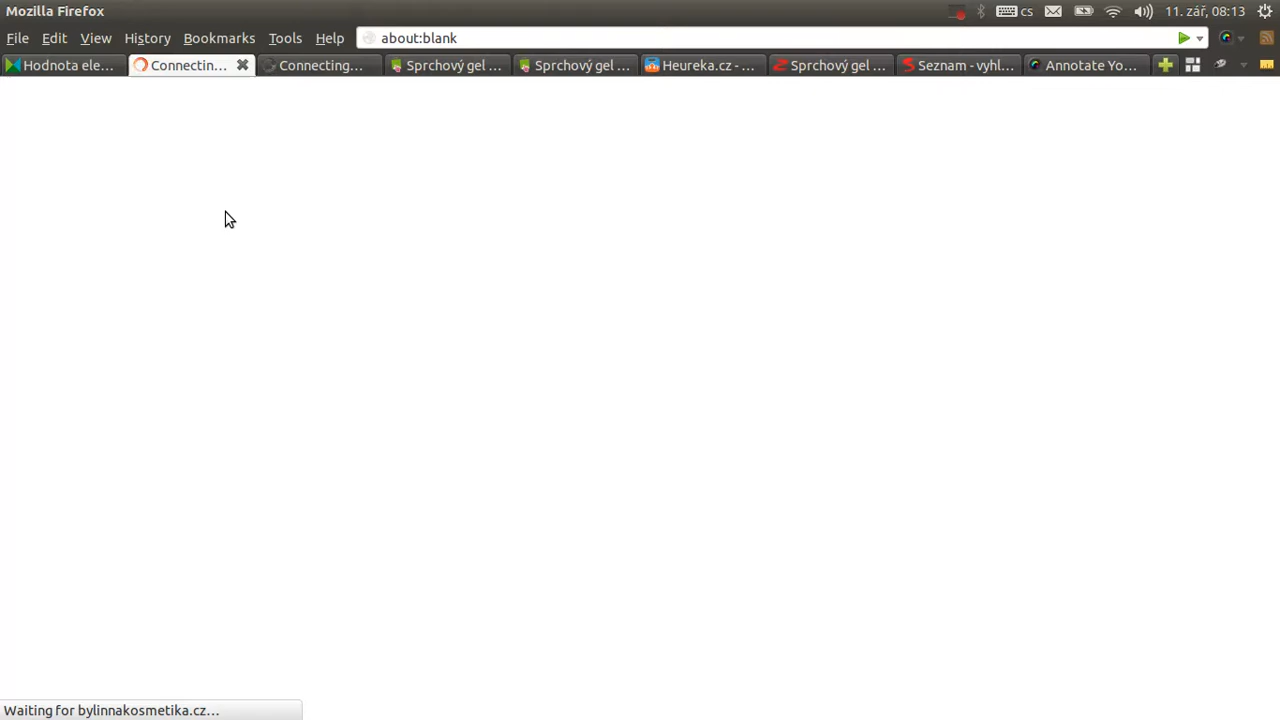 Mozilla Firefox
cs
11. zář, 08:13
File Edit View History Bookmarks Tools Help
about:blank
Hodnota ele... Connectin... Connecting... Sprchový gel ... Sprchový gel ... Heureka.cz - ... Sprchový gel ... Seznam - vyhl... Annotate Yo...
Waiting for bylinnakosmetika.cz...